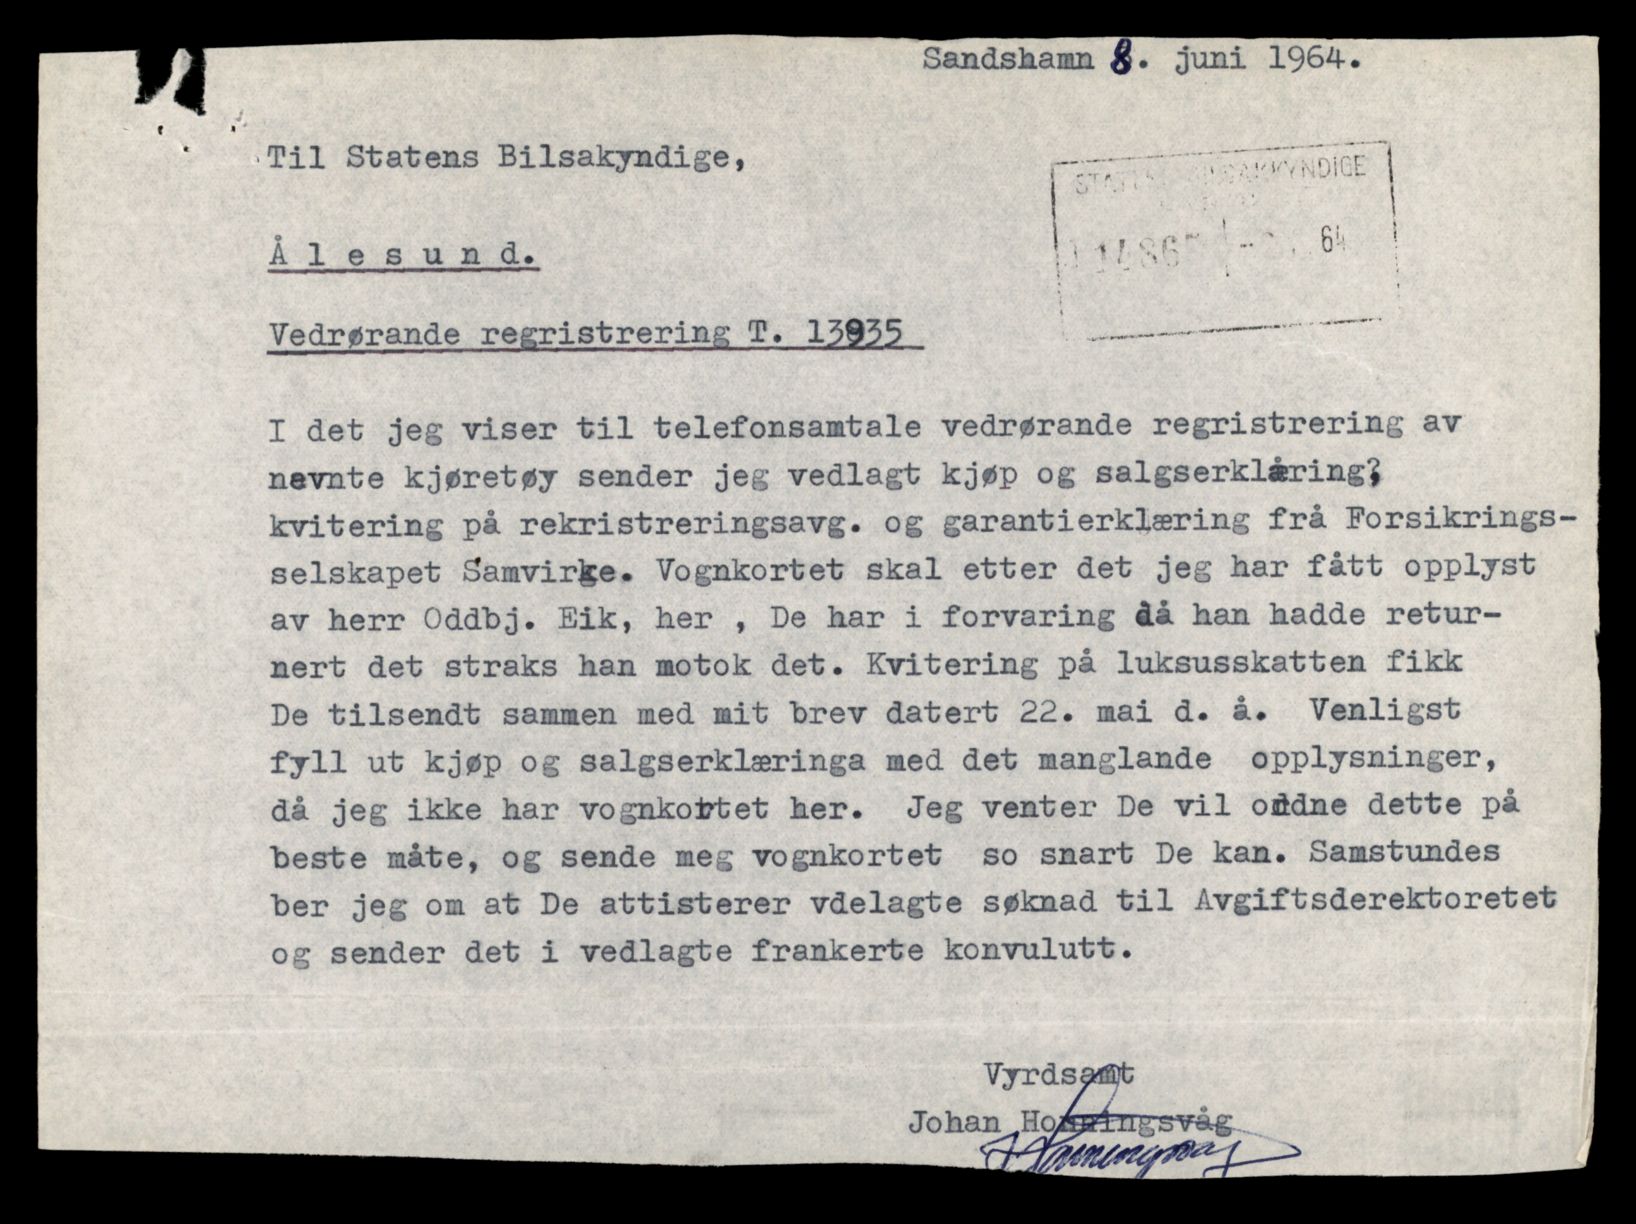 Sandshamn 8. juni 1964.
Til Statens Bilsakyndige,
64
Å l e s u n d.
Vedrørande regristrering T. 13935
I det jeg viser til telefonsamtale vedrørande regristrering av
nevnte kjøretøy sender jeg vedlagt kjøp og salgserklæring,
kvitering på rekristreringsavg. og garantierklæring frå Forsikrings-
selskapet Samvirke. Vognkortet skal etter det jeg har fått opplyst
av herr Oddbj. Eik, her , De har i forvaring då han hadde retur-
nert det straks han motok det. Kvitering på luksusskatten fikk
De tilsendt sammen med mit brev datert 22. mai d. å. Venligst
fyll ut kjøp og salgserklæringa med det manglande opplysninger,
då jeg ikke har vognkortet her. Jeg venter De vil ordne dette på
beste måte, og sende meg vognkortet so snart De kan. Samstundes
ber jeg om at De attisterer vdelagte søknad til Avgiftsderektoretet
og sender det i vedlagte frankerte konvulutt.
Vyrdsamt
Johan Honningsvåg